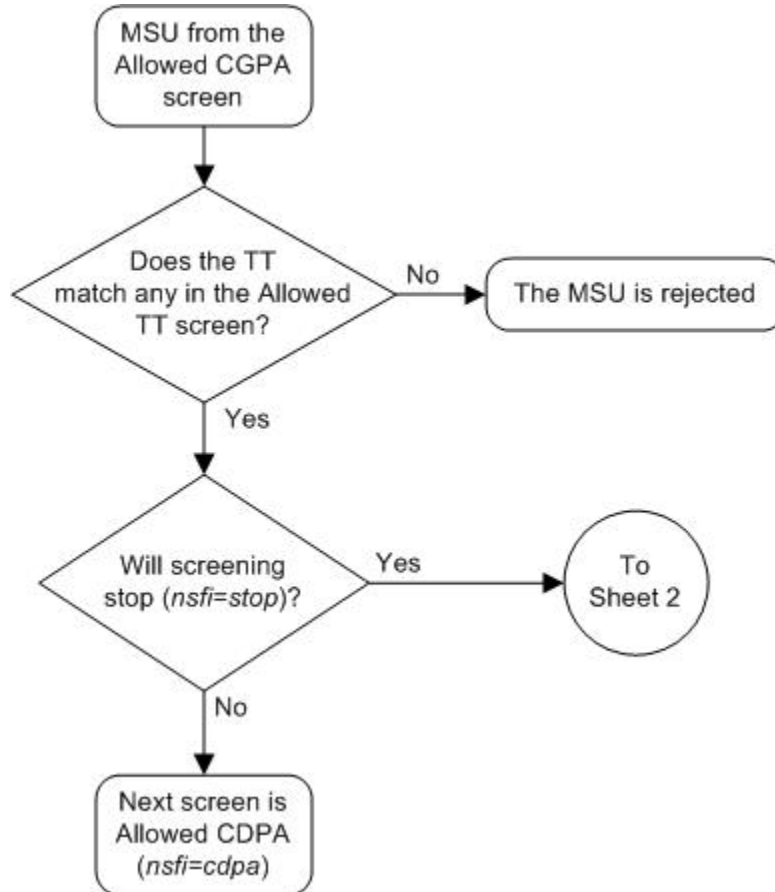 MSU from the
Allowed CGPA
screen
Does the TT
match any in the Allowed
TT screen?
No
The MSU is rejected
Yes
Will screening
stop (nsfi=stop)?
Yes
To
Sheet 2
No
Next screen is
Allowed CDPA
(nsfi=cdpa)